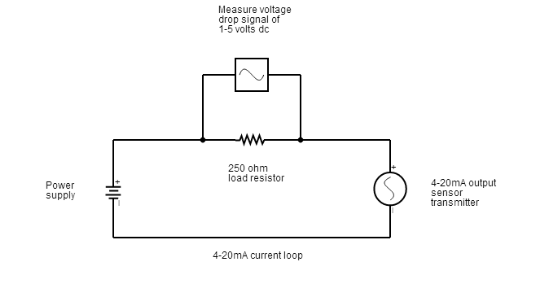 Measure voltage
drop signal of
1-5 volts dc
250 ohm
load resistor
Power
supply
+
+
4-20mA output
sensor
transmitter
4-20mA current loop